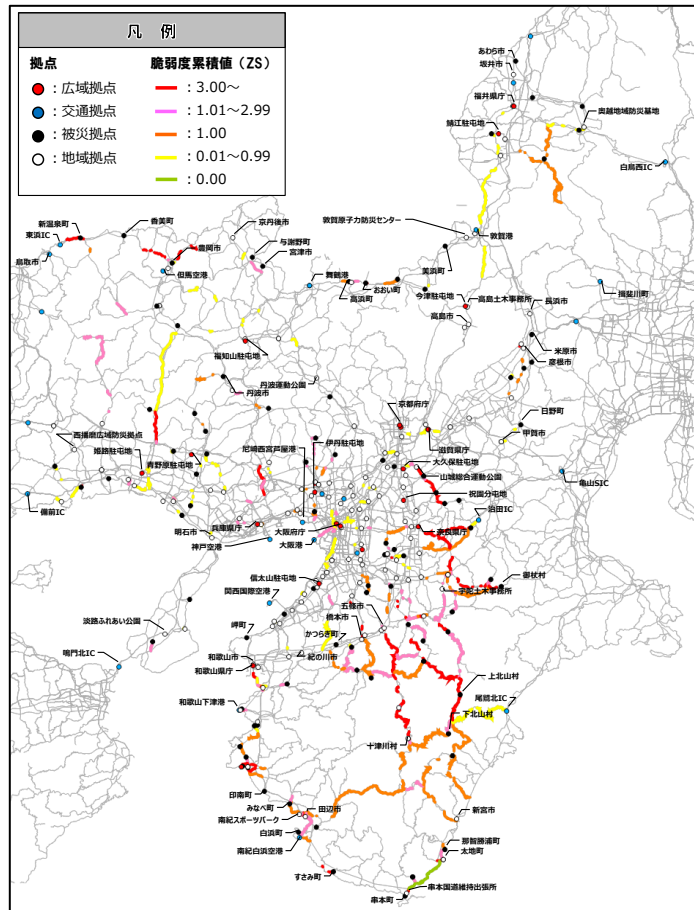 凡 例
拠点
脆弱度累積値（ZS）
：広域拠点
：3.00～
：交通拠点
：1.01～2.99
：被災拠点
：1.00
：地域拠点
：0.01～0.99
：0.00
あわら市
坂井市
福井県庁
鯖江駐屯地
奥越地域防災基地
白鳥西IC
敦賀原子力防災センター
敦賀港
新温泉町
香美町
京丹後市
東浜IC
与謝野町
宮津市
豊岡市
鳥取市
但馬空港
舞鶴港
おおい町
高浜町
美浜町
今津駐屯地
高島土木事務所
高島市
長浜市
揖斐川町
米原市
彦根市
福知山駐屯地
丹波運動公園
丹波市
日野町
京都府庁
滋賀県庁
甲賀市
西播磨広域防災拠点
姫路駐屯地
青野原駐屯地
尼崎西宮芦屋港
伊丹駐屯地
大久保駐屯地
山城総合運動公園
亀山SIC
祝園分屯地
備前IC
明石市
兵庫県庁
大阪府庁
神戸空港
大阪港
奈良県庁
治田IC
信太山駐屯地
関西国際空港
宇陀土木事務所
御杖村
五條市
橋本市
淡路ふれあい公園
岬町
かつらぎ町
紀の川市
和歌山市
和歌山県庁
鳴門北IC
上北山村
尾鷲北IC
和歌山下津港
下北山村
十津川村
印南町
みなべ町
田辺市
新宮市
南紀スポーツパーク
白浜町
南紀白浜空港
那智勝浦町
太地町
すさみ町
串本国道維持出張所
串本町